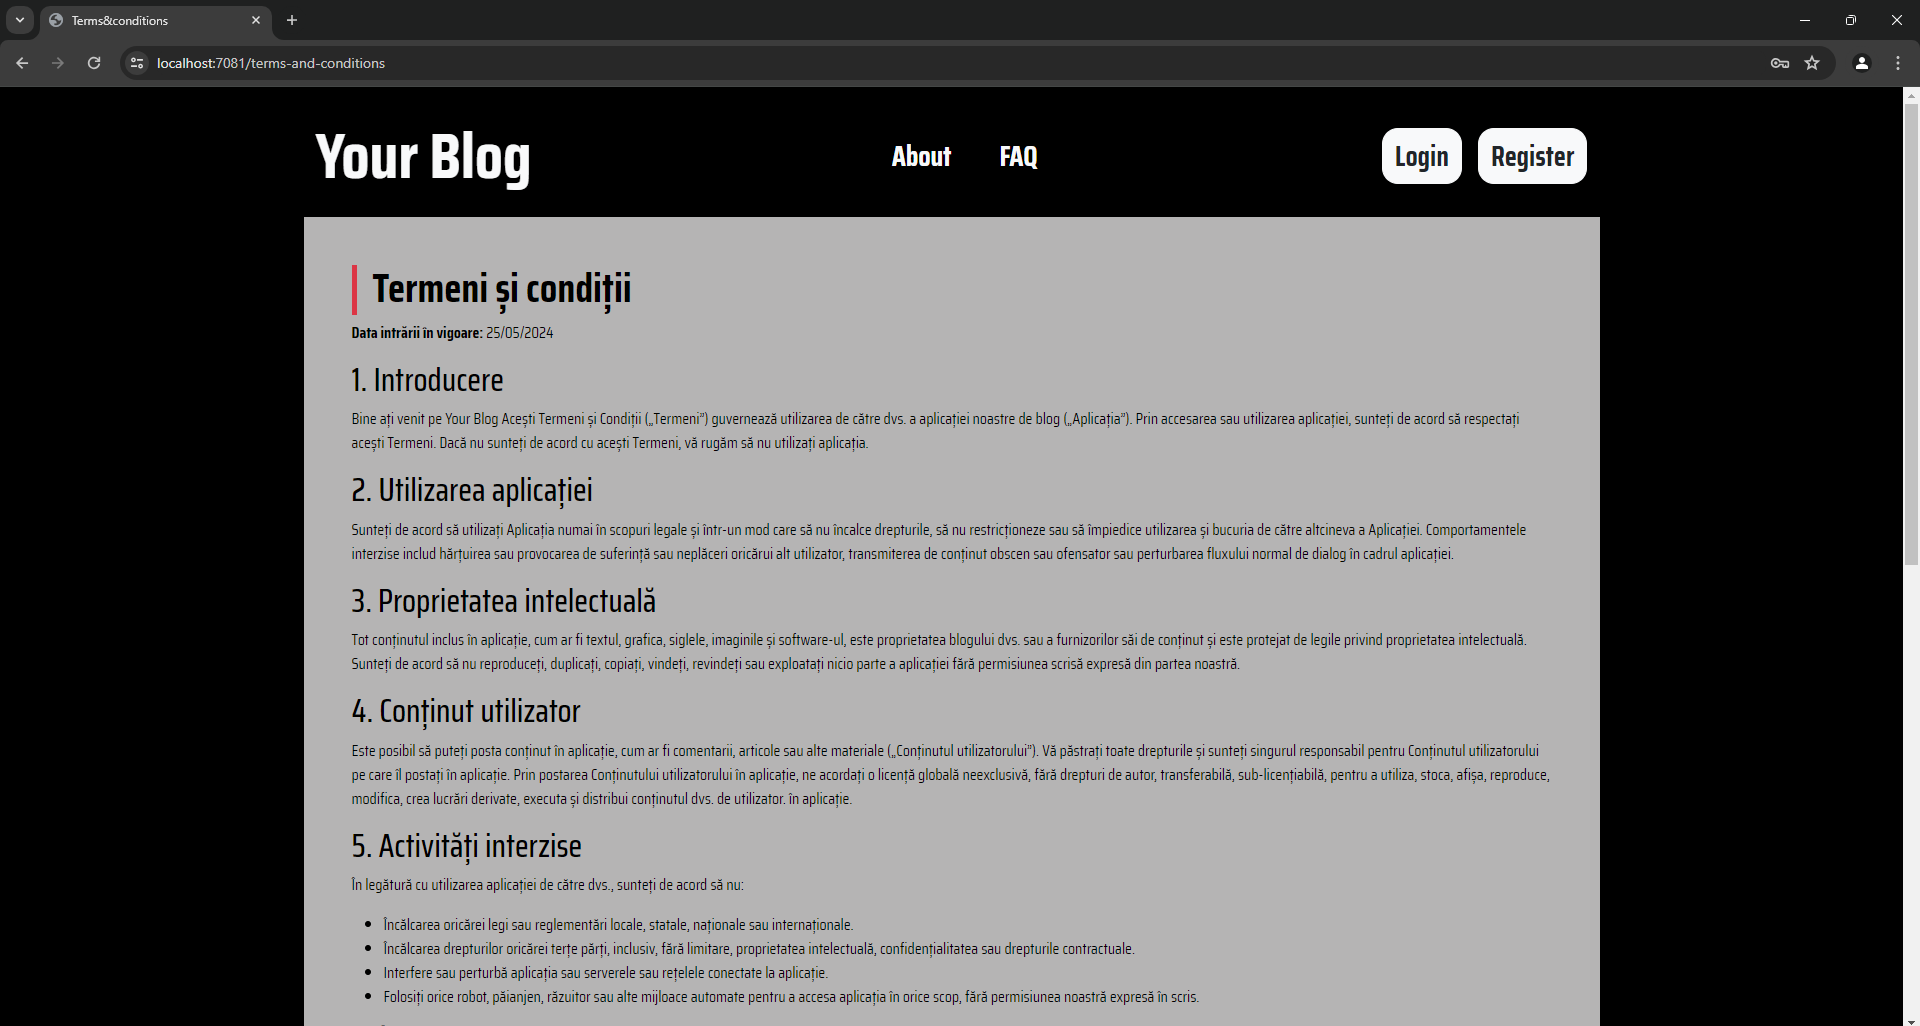 Terms&conditions
localhost:7081/terms-and-conditions
Your Blog
About
FAQ
Login
Register
Termeni și condiții
Data intrării în vigoare: 25/05/2024
1. Introducere
Bine ați venit pe Your Blog Acești Termeni și Condiții („Termeni”) guvernează utilizarea de către dvs. a aplicației noastre de blog („Aplicația”). Prin accesarea sau utilizarea aplicației, sunteți de acord să respectați
acești Termeni. Dacă nu sunteți de acord cu acești Termeni, vă rugăm să nu utilizați aplicația.
2. Utilizarea aplicației
Sunteți de acord să utilizați Aplicația numai în scopuri legale și într-un mod care să nu încalce drepturile, să nu restricționeze sau să împiedice utilizarea și bucuria de către altcineva a Aplicației. Comportamentele
interzise includ hărțuirea sau provocarea de suferință sau neplăceri oricărui alt utilizator, transmiterea de conținut obscen sau ofensator sau perturbarea fluxului normal de dialog în cadrul aplicației.
3. Proprietatea intelectuală
Tot conținutul inclus în aplicație, cum ar fi textul, grafica, siglele, imaginile și software-ul, este proprietatea blogului dvs. sau a furnizorilor săi de conținut și este protejat de legile privind proprietatea intelectuală.
Sunteți de acord să nu reproduceți, duplicați, copiați, vindeți, revindeți sau exploatați nicio parte a aplicației fără permisiunea scrisă expresă din partea noastră.
4. Conținut utilizator
Este posibil să puteți posta conținut în aplicație, cum ar fi comentarii, articole sau alte materiale („Conținutul utilizatorului”). Vă păstrați toate drepturile și sunteți singurul responsabil pentru Conținutul utilizatorului
pe care îl postați în aplicație. Prin postarea Conținutului utilizatorului în aplicație, ne acordați o licență globală neexclusivă, fără drepturi de autor, transferabilă, sub-licențiabilă, pentru a utiliza, stoca, afișa, reproduce,
modifica, crea lucrări derivate, executa și distribui conținutul dvs. de utilizator. în aplicație.
5. Activități interzise
În legătură cu utilizarea aplicației de către dvs., sunteți de acord să nu:
Încălcarea oricărei legi sau reglementări locale, statale, naționale sau internaționale.
Încălcarea drepturilor oricărei terțe părți, inclusiv, fără limitare, proprietatea intelectuală, confidențialitatea sau drepturile contractuale.
Interfere sau perturbă aplicația sau serverele sau rețelele conectate la aplicație.
Folosiți orice robot, păianjen, răzuitor sau alte mijloace automate pentru a accesa aplicația în orice scop, fără permisiunea noastră expresă în scris.